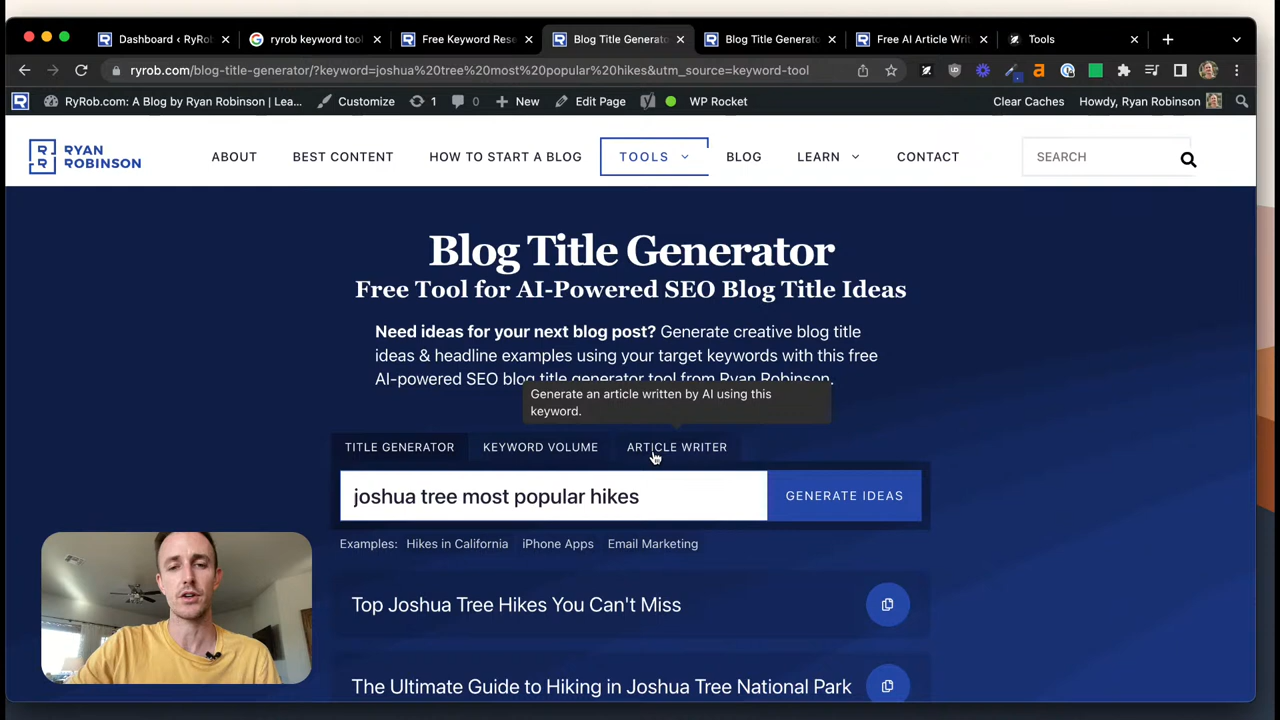 Dashboard ‹ RyRob
ryrob keyword tool
Free Keyword Rese
Blog Title Generato
Blog Title Generato
Free AI Article Writ
Tools
ryrob.com/blog-title-generator/?keyword=joshua%20tree%20most%20popular%20hikes&utm_source=keyword-tool
RyRob.com: A Blog by Ryan Robinson | Lea...
Customize
1
New
Edit Page
WP Rocket
Clear Caches
Howdy, Ryan Robinson
RYAN
ROBINSON
ABOUT
BEST CONTENT
HOW TO START A BLOG
TOOLS
BLOG
LEARN
CONTACT
SEARCH
Blog Title Generator
Free Tool for AI-Powered SEO Blog Title Ideas
Need ideas for your next blog post? Generate creative blog title
ideas & headline examples using your target keywords with this free
AI-powered SEO blog title generator tool from Ryan Robinson.
Generate an article written by AI using this
keyword.
TITLE GENERATOR
KEYWORD VOLUME
ARTICLE WRITER
joshua tree most popular hikes
GENERATE IDEAS
Examples: Hikes in California iPhone Apps Email Marketing
Top Joshua Tree Hikes You Can't Miss
The Ultimate Guide to Hiking in Joshua Tree National Park